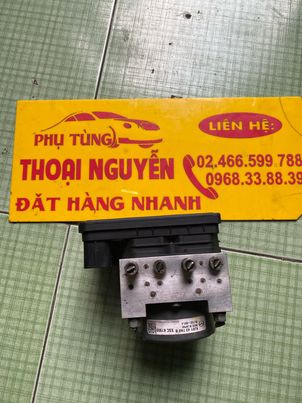 PHỤ TÙNG
THOẠI NGUYỄN
ĐẶT HÀNG NHANH
LIÊN HỆ:
02.466.599.788
0968.33.88.39